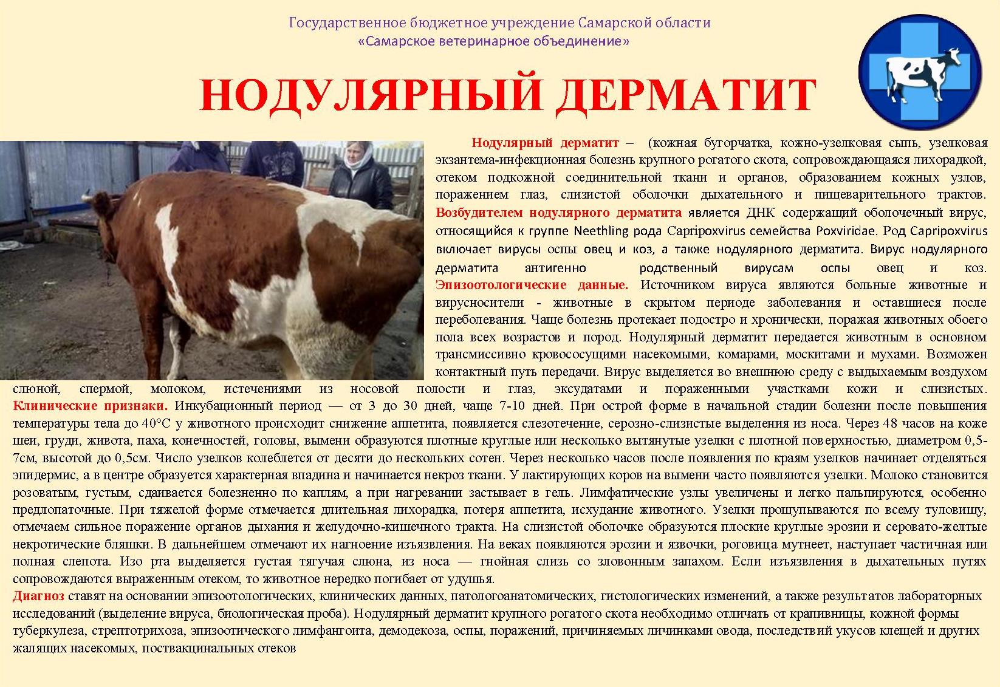 Государственное бюджетное учреждение Самарской области
«Самарское ветеринарное объединение»
НОДУЛЯРНЫЙ ДЕРМАТИТ
Нодулярный дерматит – (кожная бугорчатка, кожно-узелковая сыпь, узелковая
экзантема-инфекционная болезнь крупного рогатого скота, сопровождающаяся лихорадкой,
отеком подкожной соединительной ткани и органов, образованием кожных узлов,
поражением глаз, слизистой оболочки дыхательного и пищеварительного трактов.
Возбудителем нодулярного дерматита является ДНК содержащий оболочечный вирус,
относящийся к группе Neethling рода Capripoxvirus семейства Poxviridae. Род Capripoxvirus
включает вирусы оспы овец и коз, а также нодулярного дерматита. Вирус нодулярного
дерматита антигенно родственный вирусам оспы овец и коз.
Эпизоотологические данные. Источником вируса являются больные животные и
вирусносители - животные в скрытом периоде заболевания и оставшиеся после
переболевания. Чаще болезнь протекает подостро и хронически, поражая животных обоего
пола всех возрастов и пород. Нодулярный дерматит передается животным в основном
трансмиссивно кровососущими насекомыми, комарами, москитами и мухами. Возможен
контактный путь передачи. Вирус выделяется во внешнюю среду с выдыхаемым воздухом
слюной, спермой, молоком, истечениями из носовой полости и глаз, эксудатами и пораженными участками кожи и слизистых.
Клинические признаки. Инкубационный период — от 3 до 30 дней, чаще 7-10 дней. При острой форме в начальной стадии болезни после повышения
температуры тела до 40°С у животного происходит снижение аппетита, появляется слезотечение, серозно-слизистые выделения из носа. Через 48 часов на коже
шеи, груди, живота, паха, конечностей, головы, вымени образуются плотные круглые или несколько вытянутые узелки с плотной поверхностью, диаметром 0,5-
7см, высотой до 0,5см. Число узелков колеблется от десяти до нескольких сотен. Через несколько часов после появления по краям узелков начинает отделяться
эпидермис, а в центре образуется характерная впадина и начинается некроз ткани. У лактирующих коров на вымени часто появляются узелки. Молоко становится
розоватым, густым, сдаивается болезненно по каплям, а при нагревании застывает в гель. Лимфатические узлы увеличены и легко пальпируются, особенно
предлопаточные. При тяжелой форме отмечается длительная лихорадка, потеря аппетита, исхудание животного. Узелки прощупываются по всему туловищу,
отмечаем сильное поражение органов дыхания и желудочно-кишечного тракта. На слизистой оболочке образуются плоские круглые эрозии и серовато-желтые
некротические бляшки. В дальнейшем отмечают их нагноение изъязвления. На веках появляются эрозии и язвочки, роговица мутнеет, наступает частичная или
полная слепота. Изо рта выделяется густая тягучая слюна, из носа — гнойная слизь со зловонным запахом. Если изъязвления в дыхательных путях
сопровождаются выраженным отеком, то животное нередко погибает от удушья.
Диагноз ставят на основании эпизоотологических, клинических данных, патологоанатомических, гистологических изменений, а также результатов лабораторных
исследований (выделение вируса, биологическая проба). Нодулярный дерматит крупного рогатого скота необходимо отличать от крапивницы, кожной формы
туберкулеза, стрептотрихоза, эпизоотического лимфангоита, демодекоза, оспы, поражений, причиняемых личинками овода, последствий укусов клещей и других
жалящих насекомых, поствакцинальных отеков